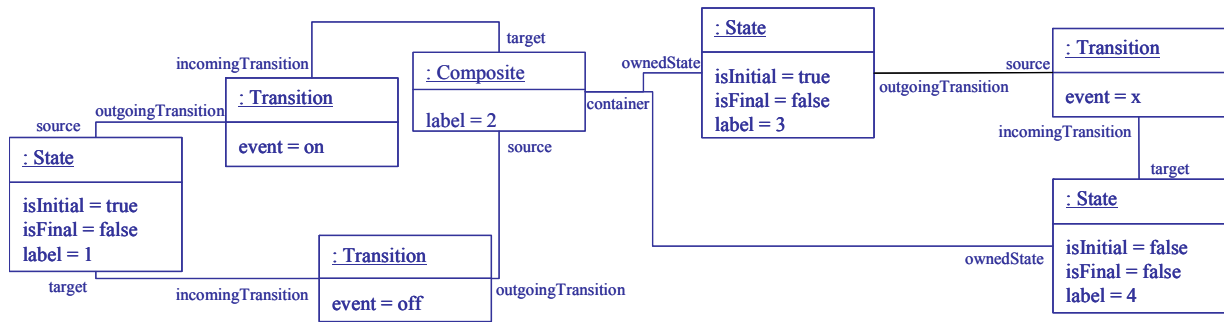 target
incomingTransition
: Composite
label = 2
container
source
: Transition
event = on
outgoingTransition
source
: State
isInitial = true
isFinal = false
label = 1
target
incomingTransition
: Transition
event = off
outgoingTransition
ownedState
: State
isInitial = true
isFinal = false
label = 3
outgoingTransition
source
: Transition
event = x
incomingTransition
target
: State
isInitial = false
isFinal = false
label = 4
ownedState